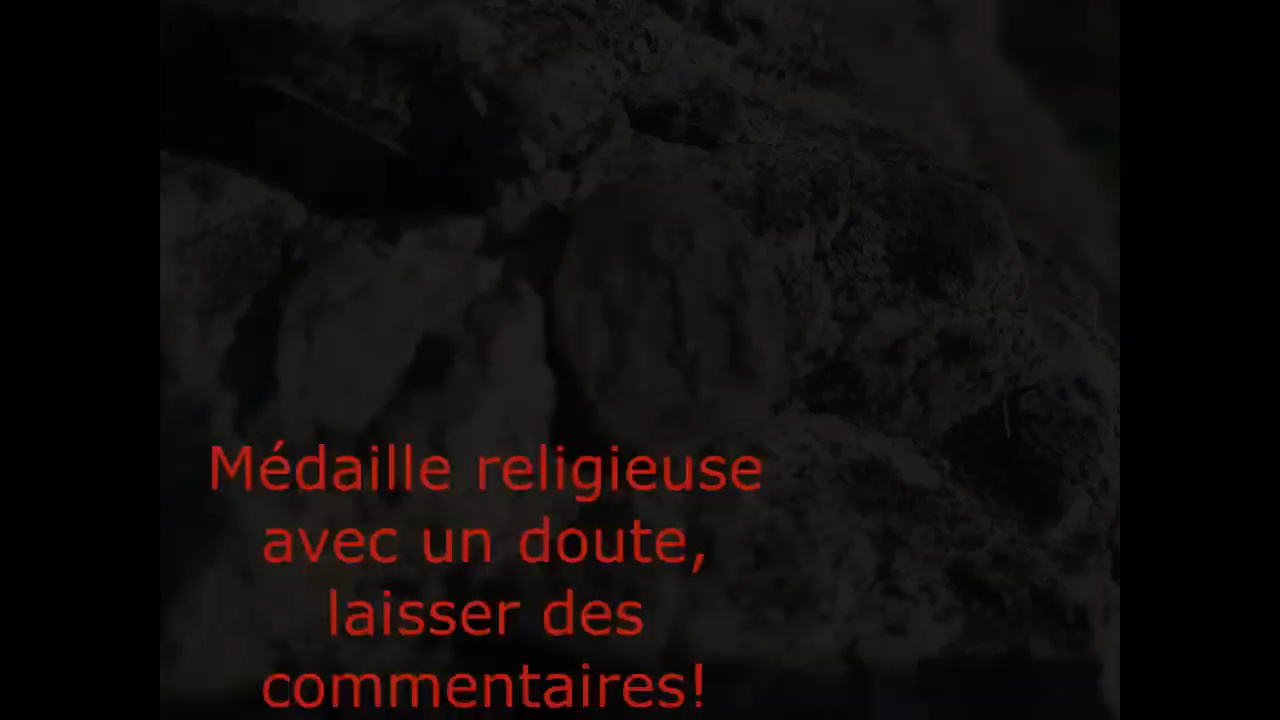 Médaille religieuse
avec un doute,
laisser des
commentaires!